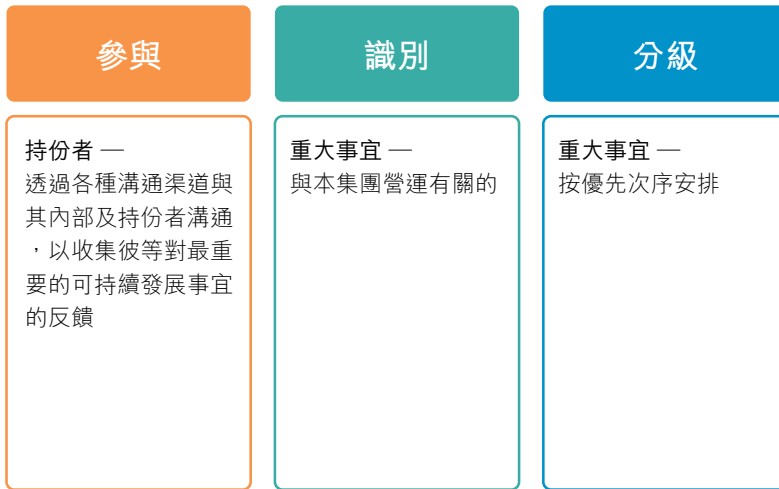 參與
持份者 —
透過各種溝通渠道與
其內部及持份者溝通
，以收集彼等對最重
要的可持續發展事宜
的反饋
識別
重大事宜 —
與本集團營運有關的
分級
重大事宜 —
按優先次序安排